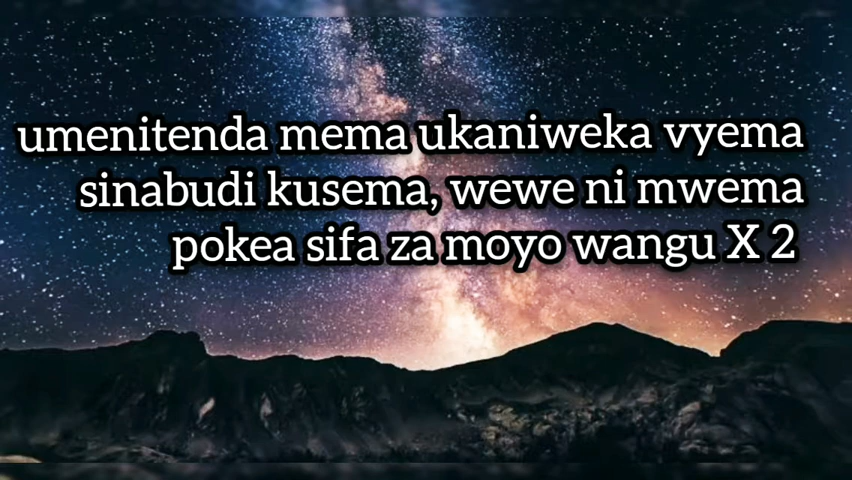 umenitenda mema ukaniweka vyema
sinabudi kusema, wewe ni mwema
pokea sifa za moyo wangu X 2